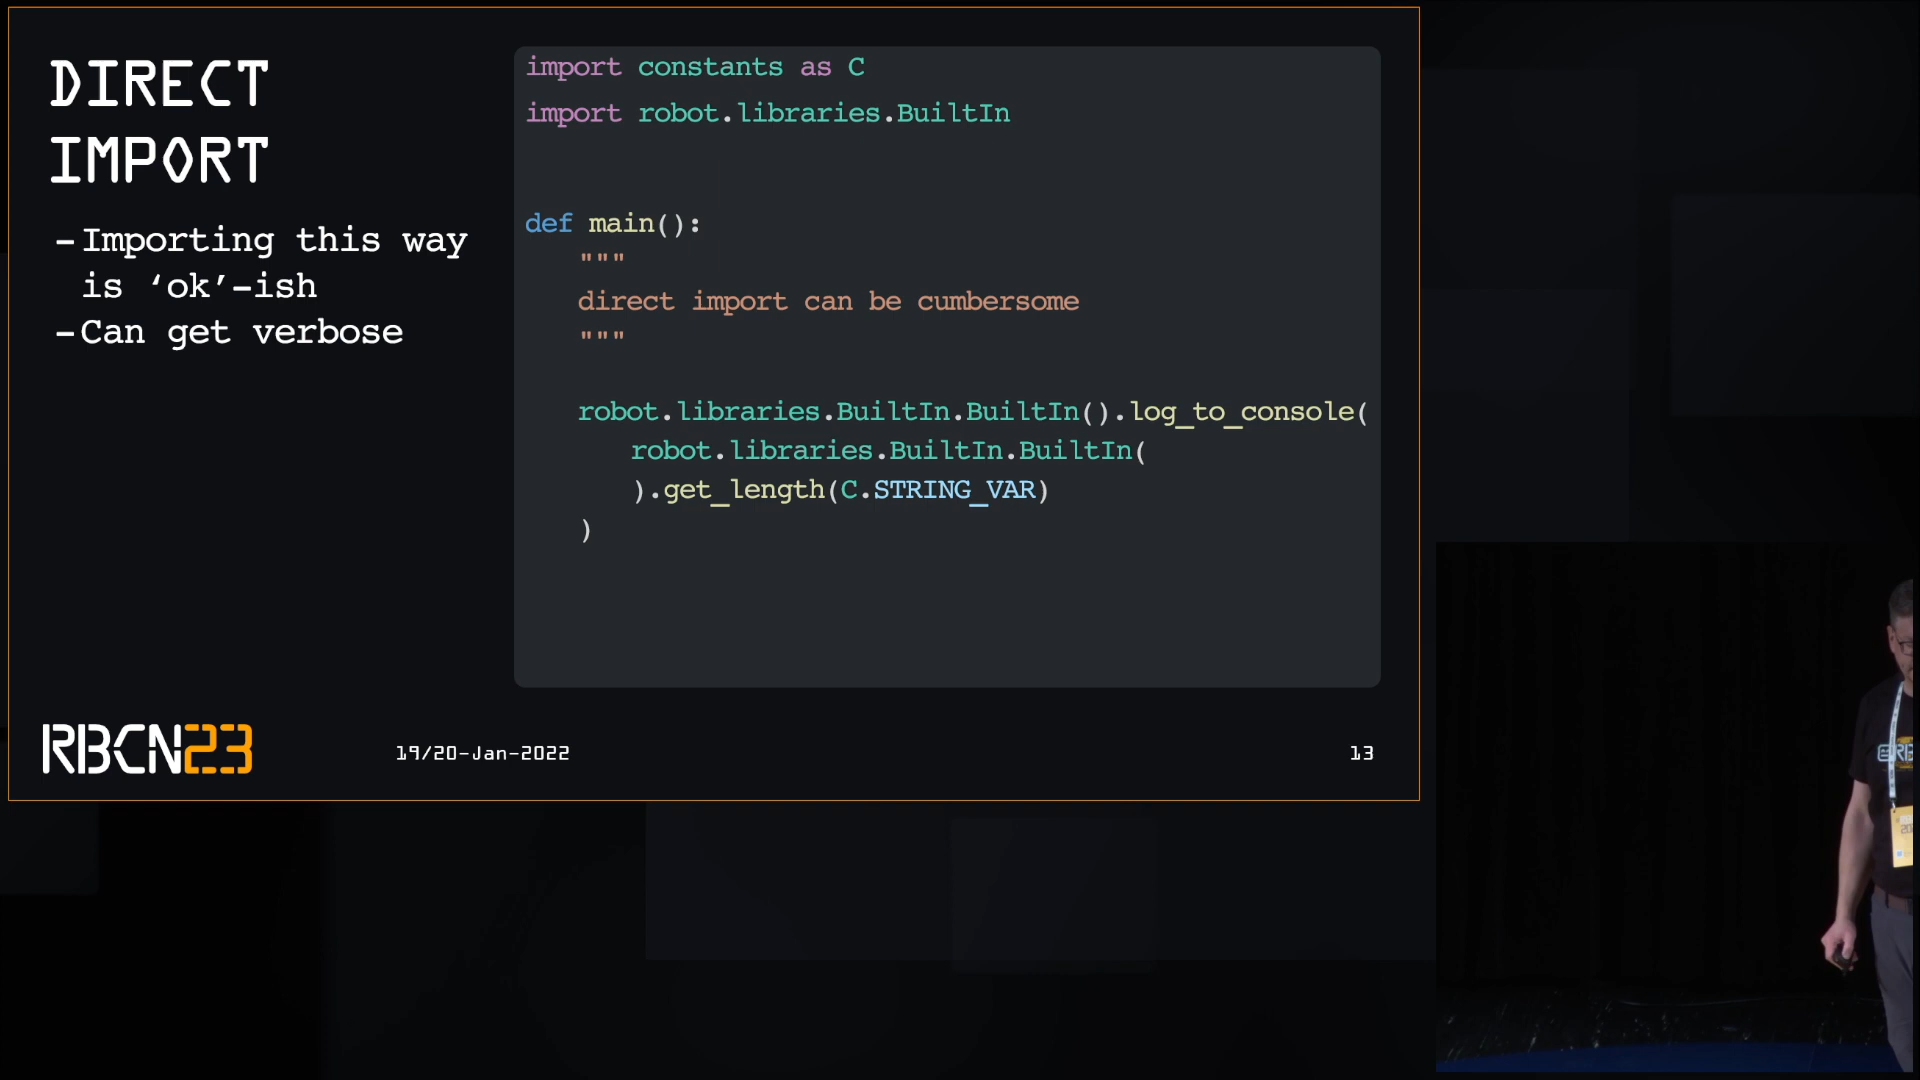 DIRECT
IMPORT
–Importing this way
is ‘ok’-ish
–Can get verbose
import constants as C
import robot.libraries.BuiltIn
def main():
"""
direct import can be cumbersome
"""
robot.libraries.BuiltIn.BuiltIn().log_to_console(
robot.libraries.BuiltIn.BuiltIn(
).get_length(C.STRING_VAR)
)
RBCN23
19/20-Jan-2022
13